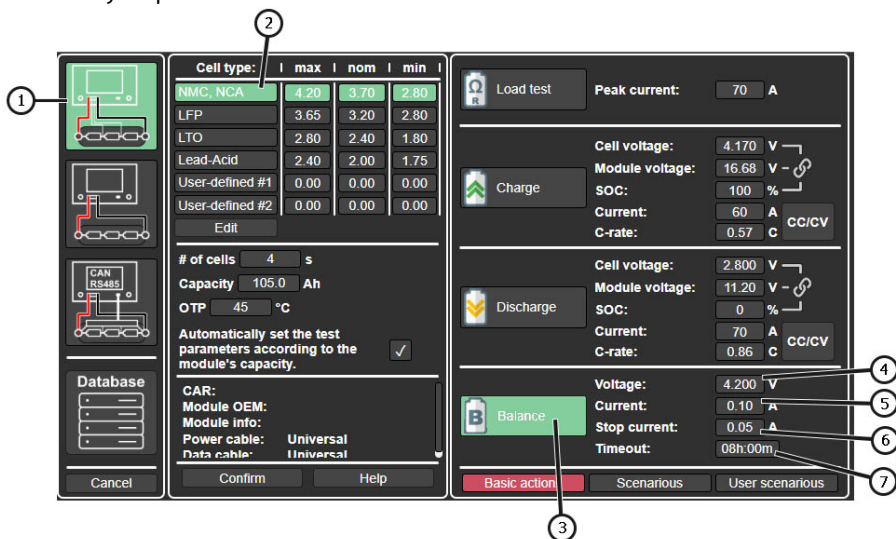 2
1
3
4
5
6
7
CAN
RS485
Database
Cancel
Cell type: max nom min
NMC, NCA 4.20 3.70 2.80
LFP 3.65 3.20 2.80
LTO 2.80 2.40 1.80
Lead-Acid 2.40 2.00 1.75
User-defined #1 0.00 0.00 0.00
User-defined #2 0.00 0.00 0.00
Edit
# of cells 4 s
Capacity 105.0 Ah
OTP 45 °C
Automatically set the test
parameters according to the
module's capacity.
CAR:
Module OEM:
Module info:
Power cable: Universal
Data cable: Universal
Confirm Help
Ω
R
Load test Peak current: 70 A
Charge
Cell voltage: 4.170 V
Module voltage: 16.68 V
SOC: 100 %
Current: 60 A
C-rate: 0.57 C
CC/CV
Discharge
Cell voltage: 2.800 V
Module voltage: 11.20 V
SOC: 0 %
Current: 70 A
C-rate: 0.86 C
CC/CV
B
Balance
Voltage: 4.200 V
Current: 0.10 A
Stop current: 0.05 A
Timeout: 08h:00m
Basic actions Scenarious User scenarious